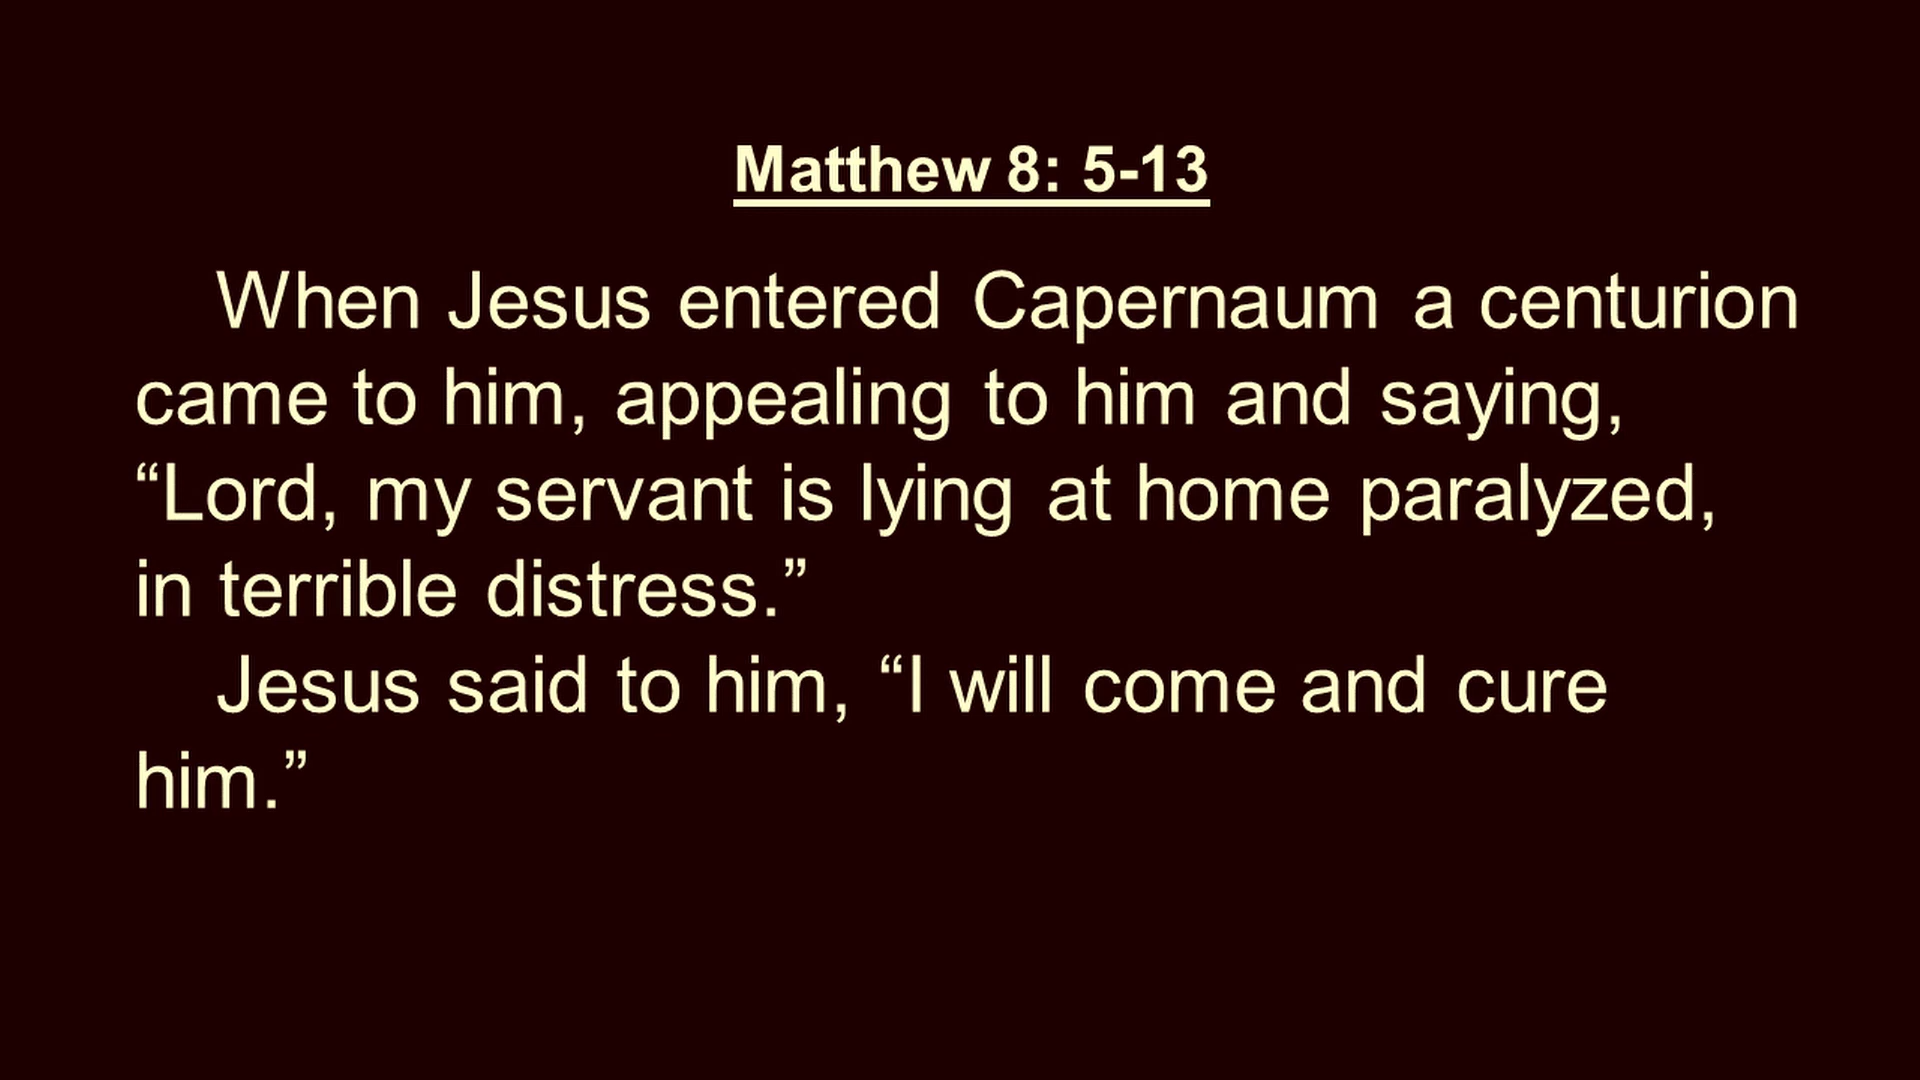 Matthew 8: 5-13
When Jesus entered Capernaum a centurion
came to him, appealing to him and saying,
“Lord, my servant is lying at home paralyzed,
in terrible distress.”
Jesus said to him, “I will come and cure
him.”